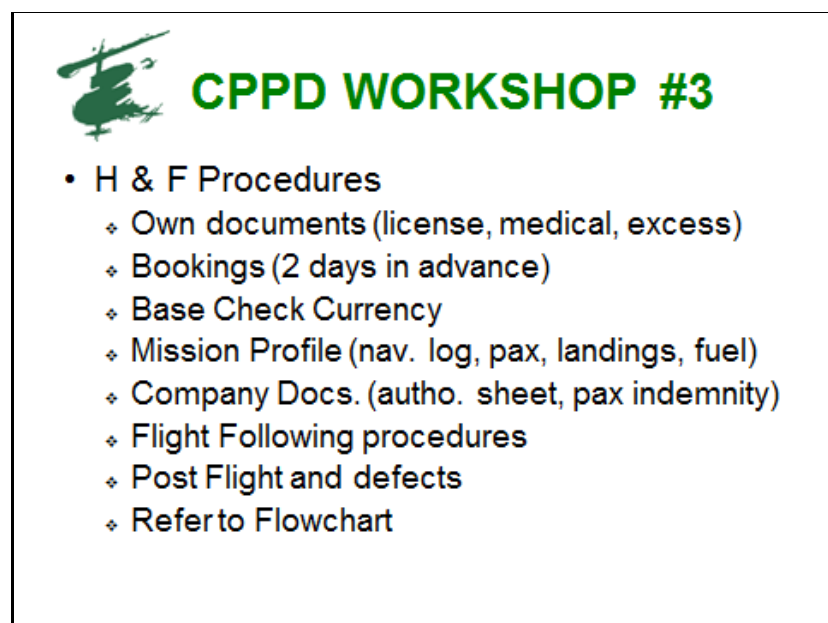 CPPD WORKSHOP #3
• H & F Procedures
❖ Own documents (license, medical, excess)
❖ Bookings (2 days in advance)
❖ Base Check Currency
❖ Mission Profile (nav. log, pax, landings, fuel)
❖ Company Docs. (autho. sheet, pax indemnity)
❖ Flight Following procedures
❖ Post Flight and defects
❖ Refer to Flowchart